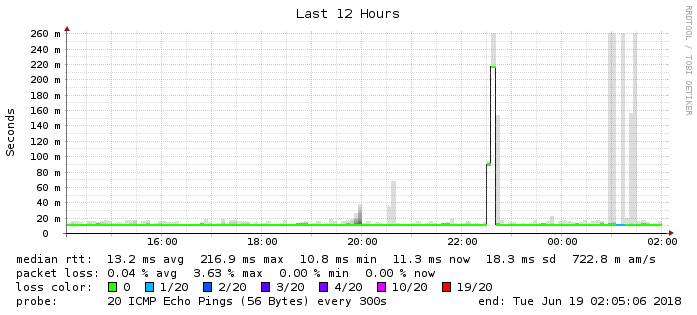 Last 12 Hours
RRDTOOL / TOBI OETIKER
Seconds
260 m
240 m
220 m
200 m
180 m
160 m
140 m
120 m
100 m
80 m
60 m
40 m
20 m
0
16:00 18:00 20:00 22:00 00:00 02:00
median rtt: 13.2 ms avg 216.9 ms max 10.8 ms min 11.3 ms now 18.3 ms sd 722.8 m am/s
packet loss: 0.04 % avg 3.63 % max 0.00 % min 0.00 % now
loss color: 0 1/20 2/20 3/20 4/20 10/20 19/20
probe: 20 ICMP Echo Pings (56 Bytes) every 300s end: Tue Jun 19 02:05:06 2018